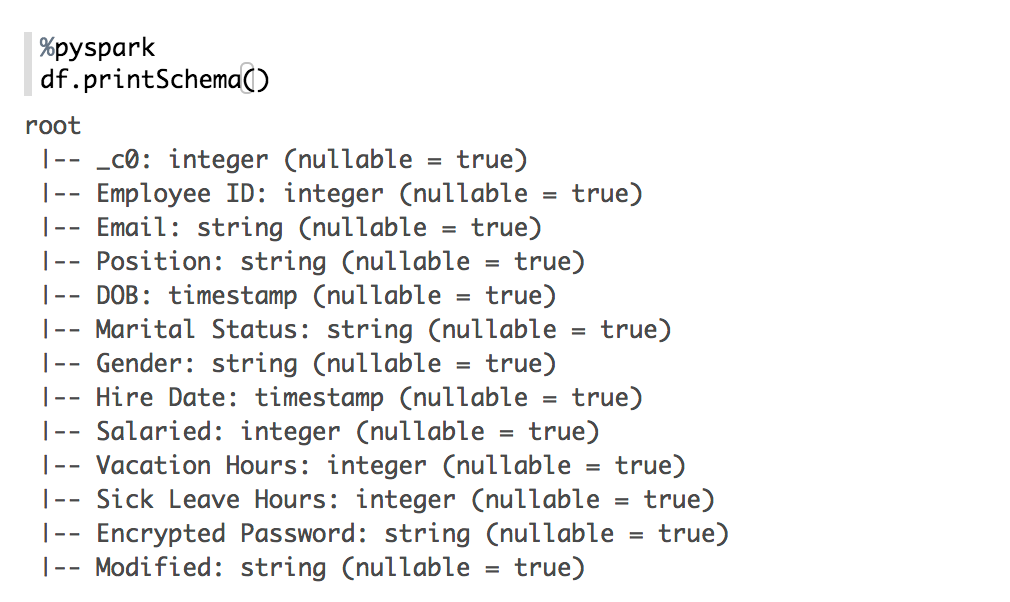 %pyspark
df.printSchema()
root
|-- _c0: integer (nullable = true)
|-- Employee ID: integer (nullable = true)
|-- Email: string (nullable = true)
|-- Position: string (nullable = true)
|-- DOB: timestamp (nullable = true)
|-- Marital Status: string (nullable = true)
|-- Gender: string (nullable = true)
|-- Hire Date: timestamp (nullable = true)
|-- Salaried: integer (nullable = true)
|-- Vacation Hours: integer (nullable = true)
|-- Sick Leave Hours: integer (nullable = true)
|-- Encrypted Password: string (nullable = true)
|-- Modified: string (nullable = true)